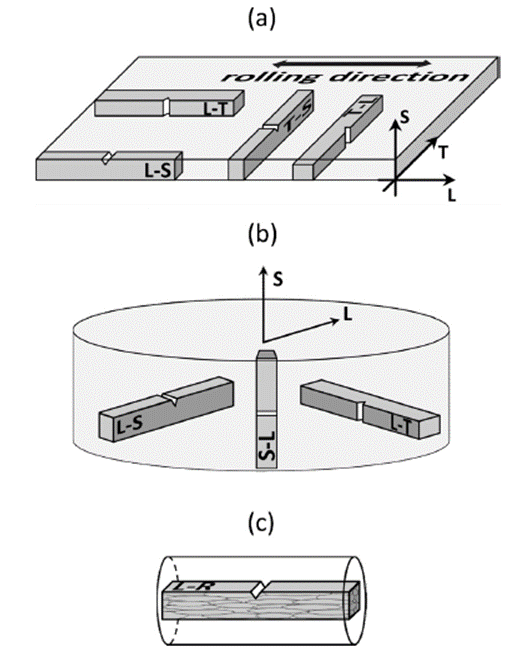 (a)
rolling direction
L-T
T-S
T-L
L-S
S
T
L
(b)
S
L
L-S
S-L
L-T
(c)
L-R